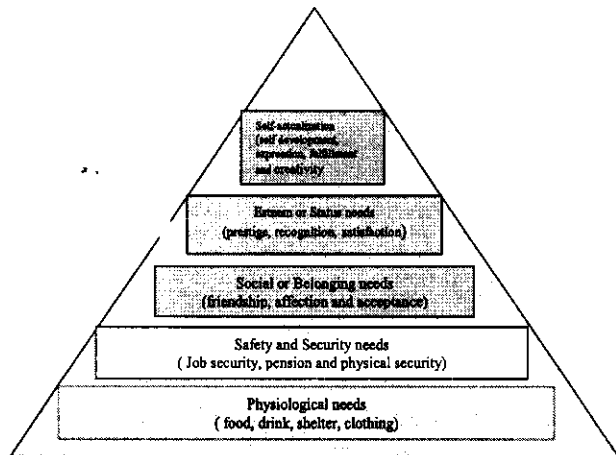 Self-actualization
(self development,
expression, fulfilment
and creativity
Esteem or Status needs
(prestige, recognition, satisfaction)
Social or Belonging needs
(friendship, affection and acceptance)
Safety and Security needs
( Job security, pension and physical security)
Physiological needs
( food, drink, shelter, clothing)